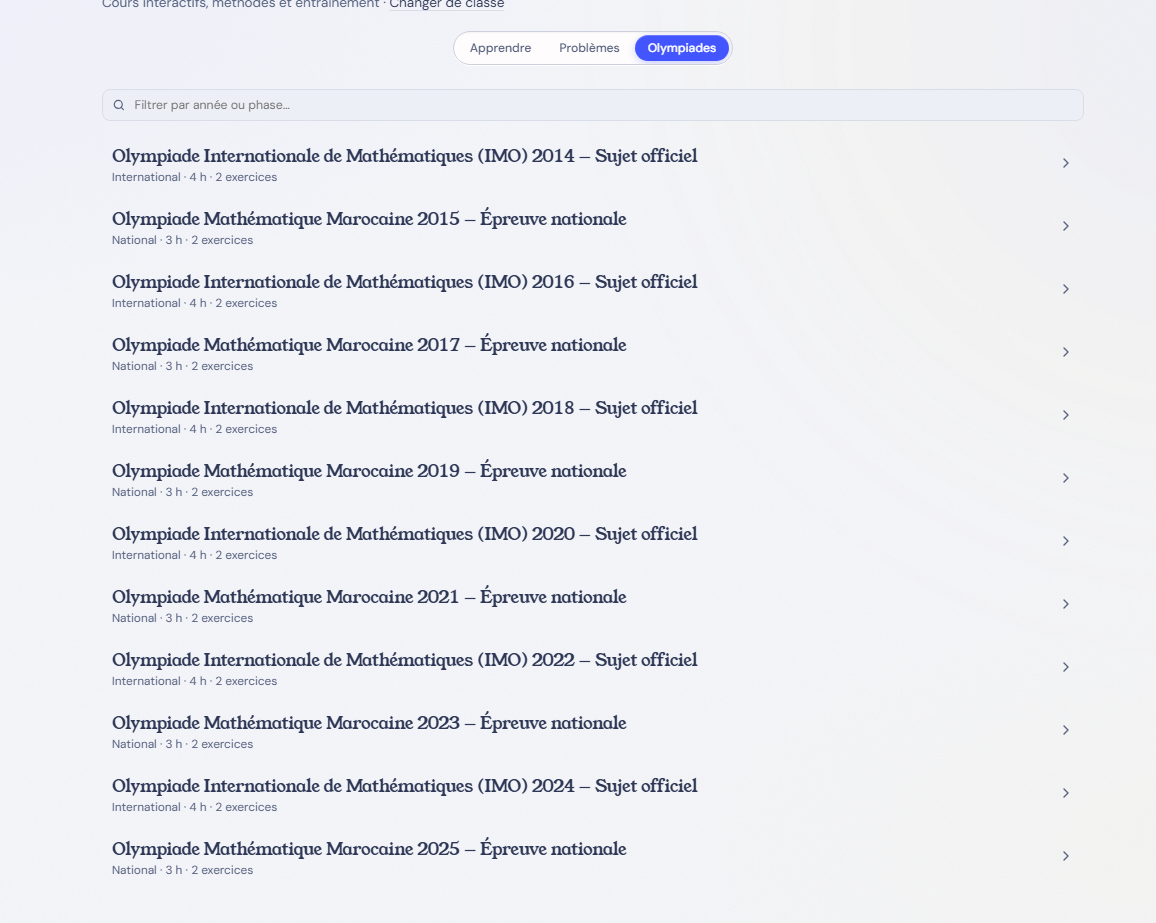 Cours interactifs, méthodes et entraînement · Changer de classe
Apprendre Problèmes Olympiades
Filtrer par année ou phase...
Olympiade Internationale de Mathématiques (IMO) 2014 — Sujet officiel
International · 4 h · 2 exercices
Olympiade Mathématique Marocaine 2015 — Épreuve nationale
National · 3 h · 2 exercices
Olympiade Internationale de Mathématiques (IMO) 2016 — Sujet officiel
International · 4 h · 2 exercices
Olympiade Mathématique Marocaine 2017 — Épreuve nationale
National · 3 h · 2 exercices
Olympiade Internationale de Mathématiques (IMO) 2018 — Sujet officiel
International · 4 h · 2 exercices
Olympiade Mathématique Marocaine 2019 — Épreuve nationale
National · 3 h · 2 exercices
Olympiade Internationale de Mathématiques (IMO) 2020 — Sujet officiel
International · 4 h · 2 exercices
Olympiade Mathématique Marocaine 2021 — Épreuve nationale
National · 3 h · 2 exercices
Olympiade Internationale de Mathématiques (IMO) 2022 — Sujet officiel
International · 4 h · 2 exercices
Olympiade Mathématique Marocaine 2023 — Épreuve nationale
National · 3 h · 2 exercices
Olympiade Internationale de Mathématiques (IMO) 2024 — Sujet officiel
International · 4 h · 2 exercices
Olympiade Mathématique Marocaine 2025 — Épreuve nationale
National · 3 h · 2 exercices